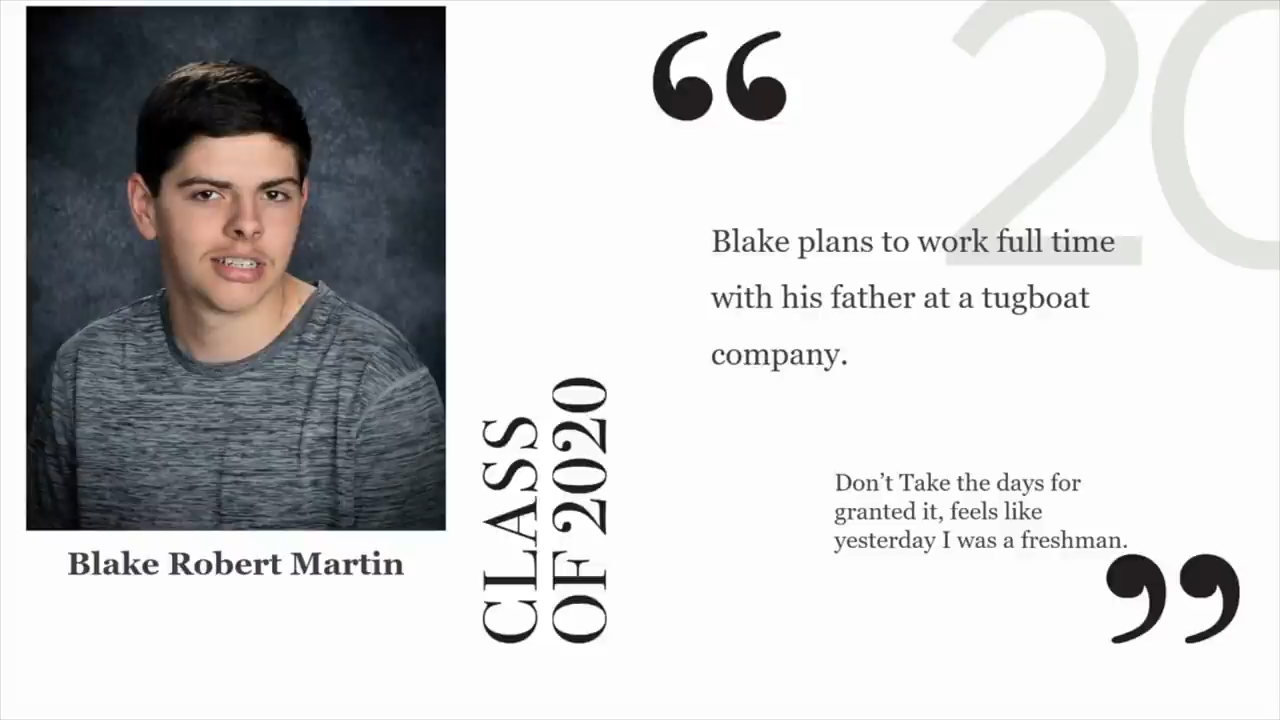 20
Blake plans to work full time
with his father at a tugboat
company.
Don’t Take the days for
granted it, feels like
yesterday I was a freshman.
Blake Robert Martin
CLASS
OF 2020